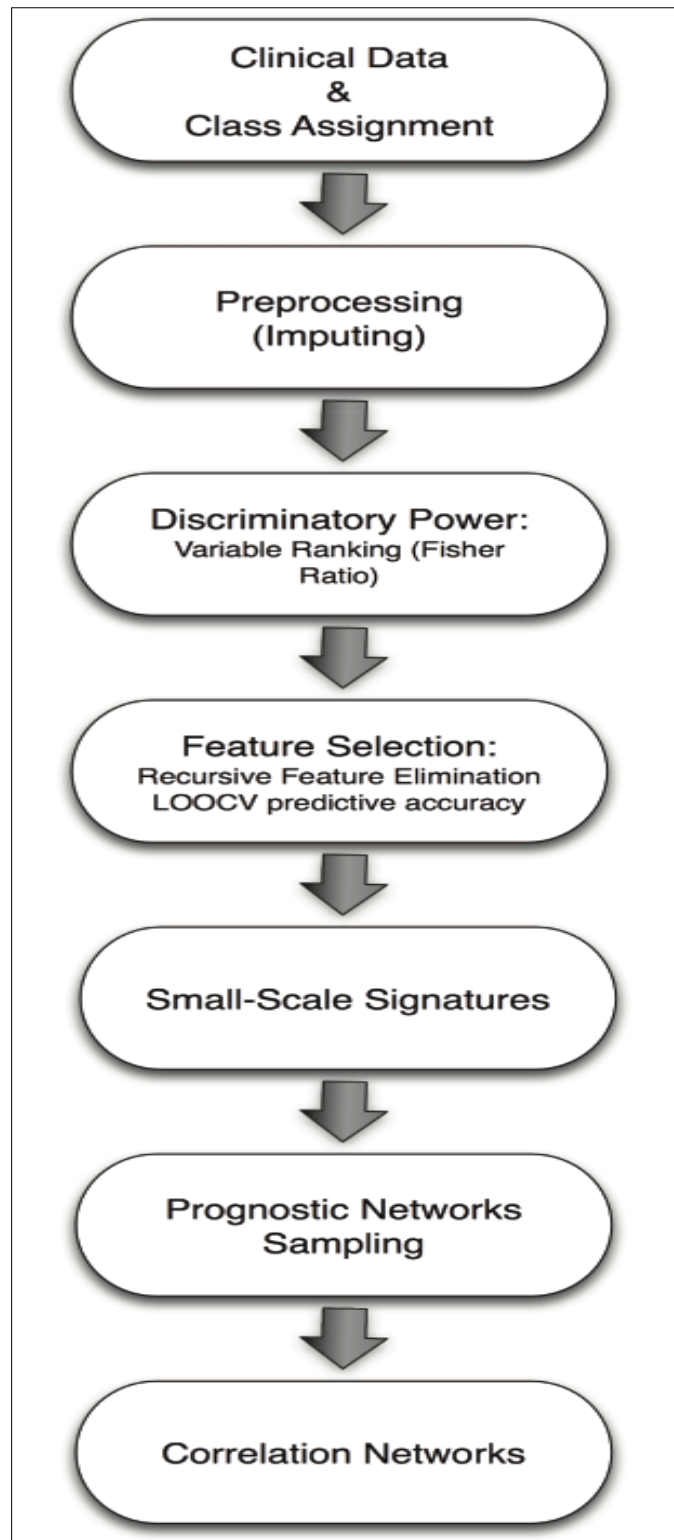 Clinical Data
&
Class Assignment
Preprocessing
(Imputing)
Discriminatory Power:
Variable Ranking (Fisher
Ratio)
Feature Selection:
Recursive Feature Elimination
LOOCV predictive accuracy
Small-Scale Signatures
Prognostic Networks
Sampling
Correlation Networks